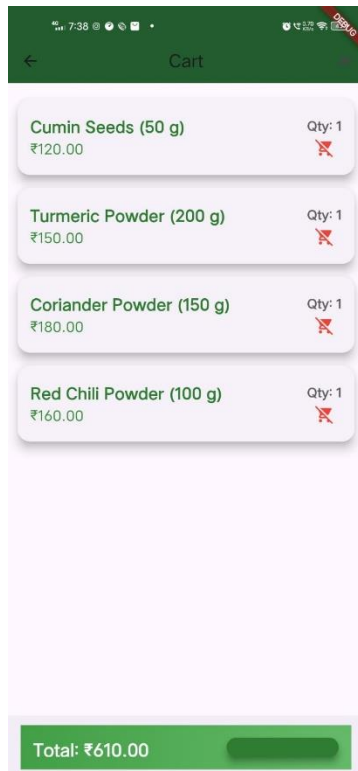 7:38
DEBUG
Cart
Cumin Seeds (50 g)
Qty: 1
₹120.00
Turmeric Powder (200 g)
Qty: 1
₹150.00
Coriander Powder (150 g)
Qty: 1
₹180.00
Red Chili Powder (100 g)
Qty: 1
₹160.00
Total: ₹610.00